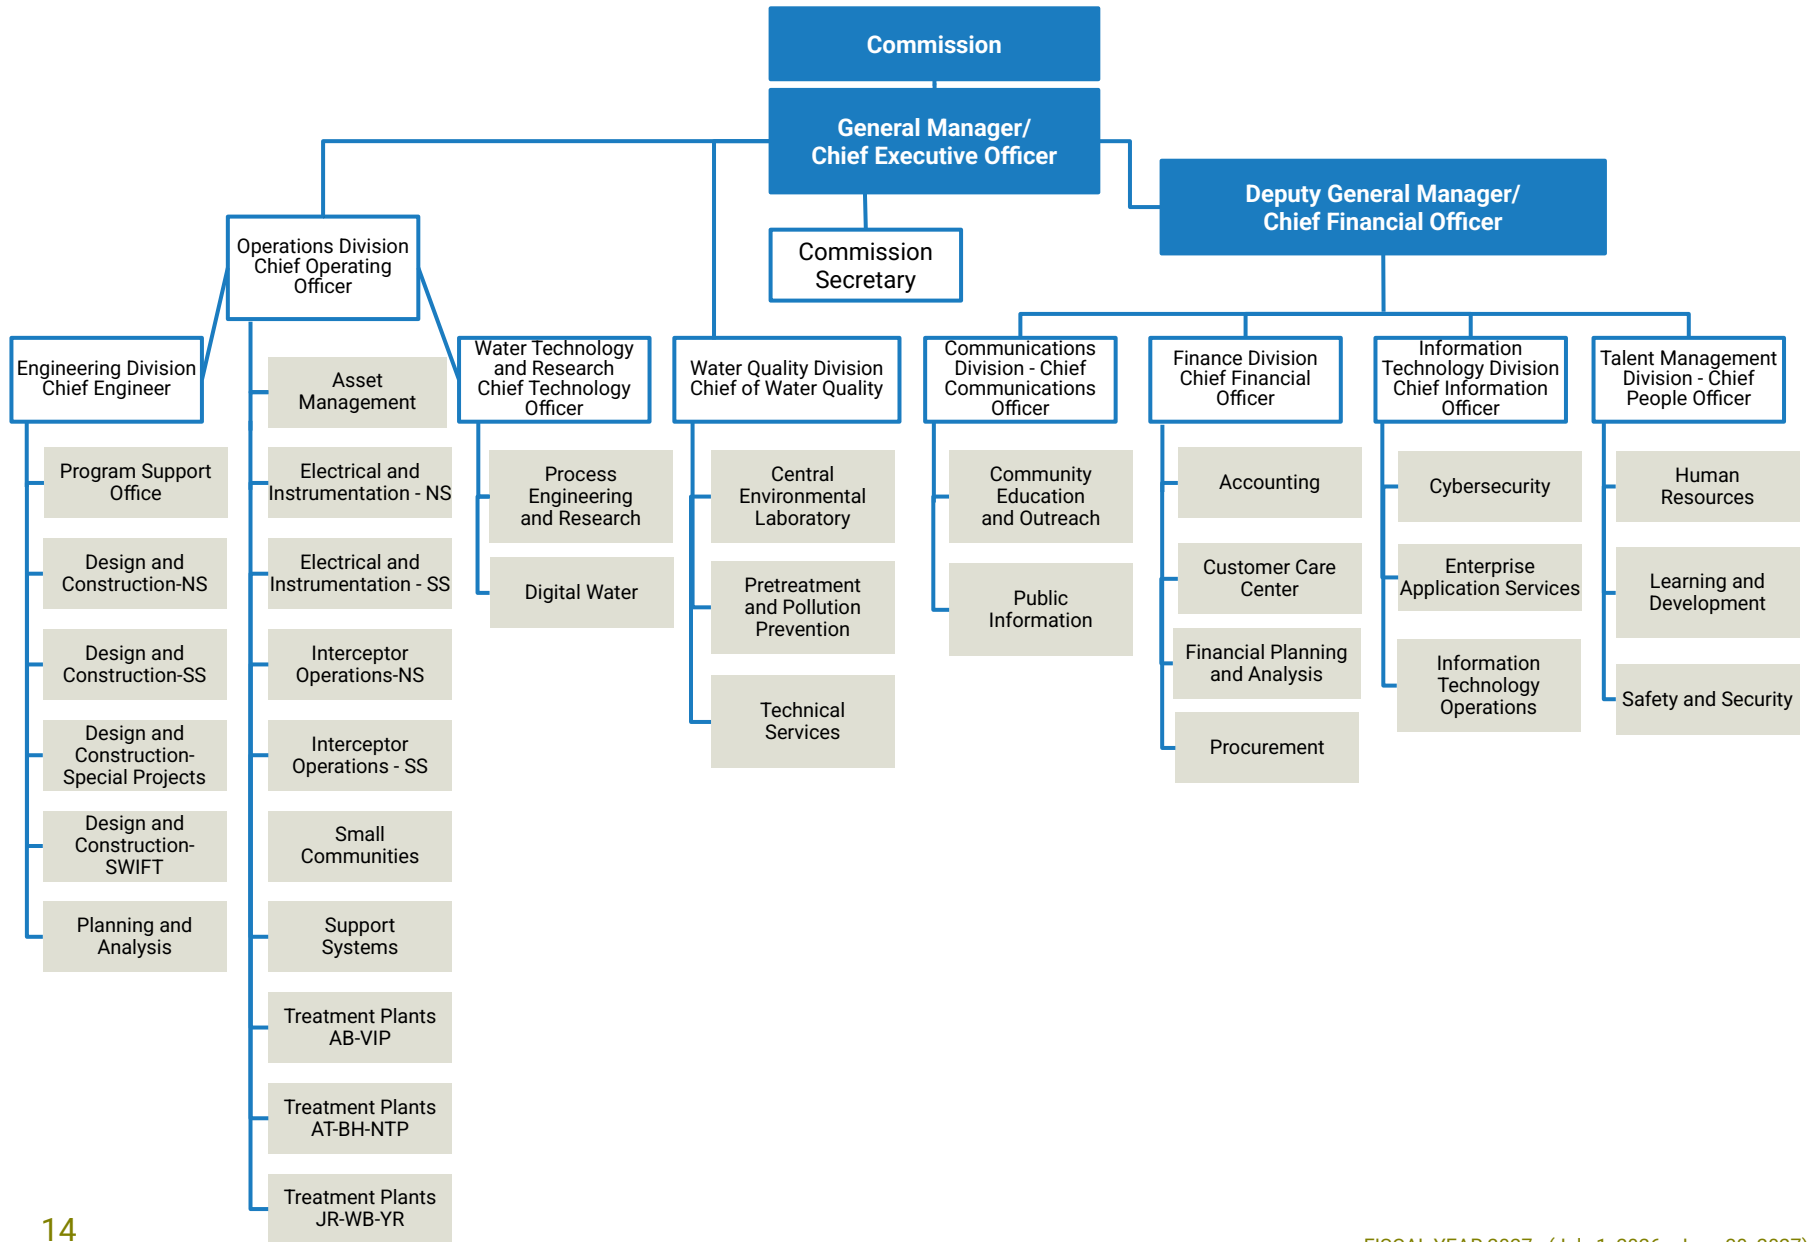 Commission
General Manager/
Chief Executive Officer
Deputy General Manager/
Chief Financial Officer
Commission
Secretary
Operations Division
Chief Operating
Officer
Engineering Division
Chief Engineer
Water Technology
and Research
Chief Technology
Officer
Water Quality Division
Chief of Water Quality
Communications
Division - Chief
Communications
Officer
Finance Division
Chief Financial
Officer
Information
Technology Division
Chief Information
Officer
Talent Management
Division - Chief
People Officer
Program Support
Office
Design and
Construction-NS
Design and
Construction-SS
Design and
Construction-
Special Projects
Design and
Construction-
SWIFT
Planning and
Analysis
Asset
Management
Electrical and
Instrumentation - NS
Electrical and
Instrumentation - SS
Interceptor
Operations-NS
Interceptor
Operations - SS
Small
Communities
Support
Systems
Treatment Plants
AB-VIP
Treatment Plants
AT-BH-NTP
Treatment Plants
JR-WB-YR
Process
Engineering
and Research
Digital Water
Central
Environmental
Laboratory
Pretreatment
and Pollution
Prevention
Technical
Services
Community
Education
and Outreach
Public
Information
Accounting
Customer Care
Center
Financial Planning
and Analysis
Procurement
Cybersecurity
Enterprise
Application Services
Information
Technology
Operations
Human
Resources
Learning and
Development
Safety and Security
14